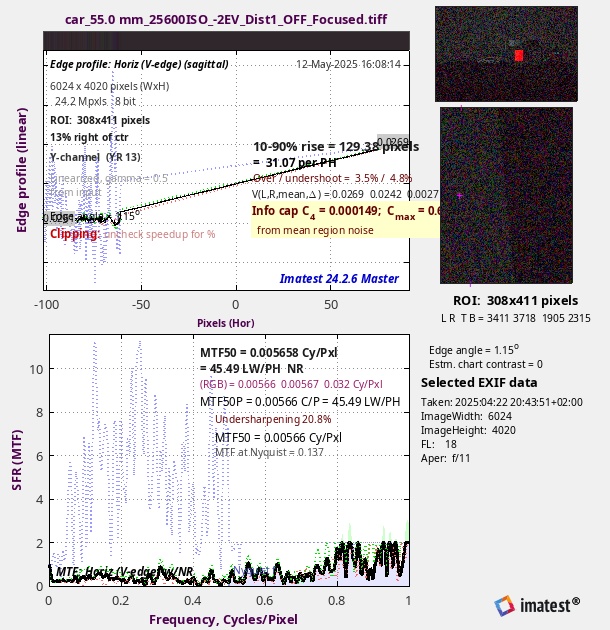 car_55.0 mm_25600ISO_-2EV_Dist1_OFF_Focused.tiff
Edge profile: Horiz (V-edge) (sagittal)
12-May-2025 16:08:14
6024 x 4020 pixels (WxH)
24.2 Mpxls 8 bit
ROI: 308x411 pixels
13% right of ctr
Y-channel (YR 13)
linearized, gamma = 0.5
from input
10-90% rise = 129.38 pixels
= 31.07 per PH
Over / undershoot = 3.5% / 4.8%
V(L,R,mean,Δ) = 0.0269 0.0242 0.0027
Info cap C4 = 0.000149; Cmax = 0.6
from mean region noise
0.0269
Edge angle = 1.15o
Clipping: uncheck speedup for %
Imatest 24.2.6 Master
Edge profile (linear)
-100
-50
0
50
Pixels (Hor)
ROI: 308x411 pixels
L R T B = 3411 3718 1905 2315
Edge angle = 1.15o
Estm. chart contrast = 0
Selected EXIF data
Taken: 2025:04:22 20:43:51+02:00
ImageWidth: 6024
ImageHeight: 4020
FL: 18
Aper: f/11
MTF50 = 0.005658 Cy/Pxl
= 45.49 LW/PH NR
(RGB) = 0.00566 0.00567 0.032 Cy/Pxl
MTF50P = 0.00566 C/P = 45.49 LW/PH
Undersharpening 20.8%
MTF50 = 0.00566 Cy/Pxl
MTF at Nyquist = 0.137
MTF: Horiz (V-edge) w/NR
SFR (MTF)
10
8
6
4
2
0
0
0.2
0.4
0.6
0.8
1
Frequency, Cycles/Pixel
imatest®